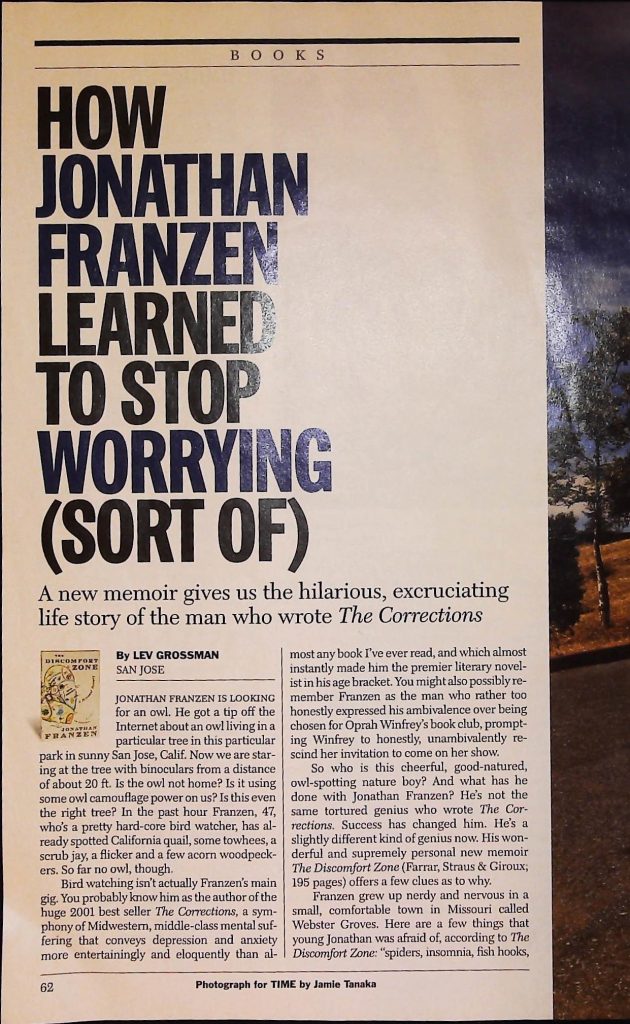 BOOKS
HOW
JONATHAN
FRANZEN
LEARNED
TO STOP
WORRYING
(SORT OF)
A new memoir gives us the hilarious, excruciating
life story of the man who wrote The Corrections
THE
DISCOMFORT
ZONE
JONATHAN
FRANZEN
By LEV GROSSMAN
SAN JOSE
JONATHAN FRANZEN IS LOOKING
for an owl. He got a tip off the
Internet about an owl living in a
particular tree in this particular
park in sunny San Jose, Calif. Now we are star-
ing at the tree with binoculars from a distance
of about 20 ft. Is the owl not home? Is it using
some owl camouflage power on us? Is this even
the right tree? In the past hour Franzen, 47,
who's a pretty hard-core bird watcher, has al-
ready spotted California quail, some towhees, a
scrub jay, a flicker and a few acorn woodpeck-
ers. So far no owl, though.
Bird watching isn't actually Franzen's main
gig. You probably know him as the author of the
huge 2001 best seller The Corrections, a sym-
phony of Midwestern, middle-class mental suf-
fering that conveys depression and anxiety
more entertainingly and eloquently than al-
most any book I've ever read, and which almost
instantly made him the premier literary novel-
ist in his age bracket. You might also possibly re-
member Franzen as the man who rather too
honestly expressed his ambivalence over being
chosen for Oprah Winfrey's book club, prompt-
ing Winfrey to honestly, unambivalently re-
scind her invitation to come on her show.
So who is this cheerful, good-natured,
owl-spotting nature boy? And what has he
done with Jonathan Franzen? He's not the
same tortured genius who wrote The Cor-
rections. Success has changed him. He's a
slightly different kind of genius now. His won-
derful and supremely personal new memoir
The Discomfort Zone (Farrar, Straus & Giroux;
195 pages) offers a few clues as to why.
Franzen grew up nerdy and nervous in a
small, comfortable town in Missouri called
Webster Groves. Here are a few things that
young Jonathan was afraid of, according to The
Discomfort Zone: "spiders, insomnia, fish hooks,
62
Photograph for TIME by Jamie Tanaka